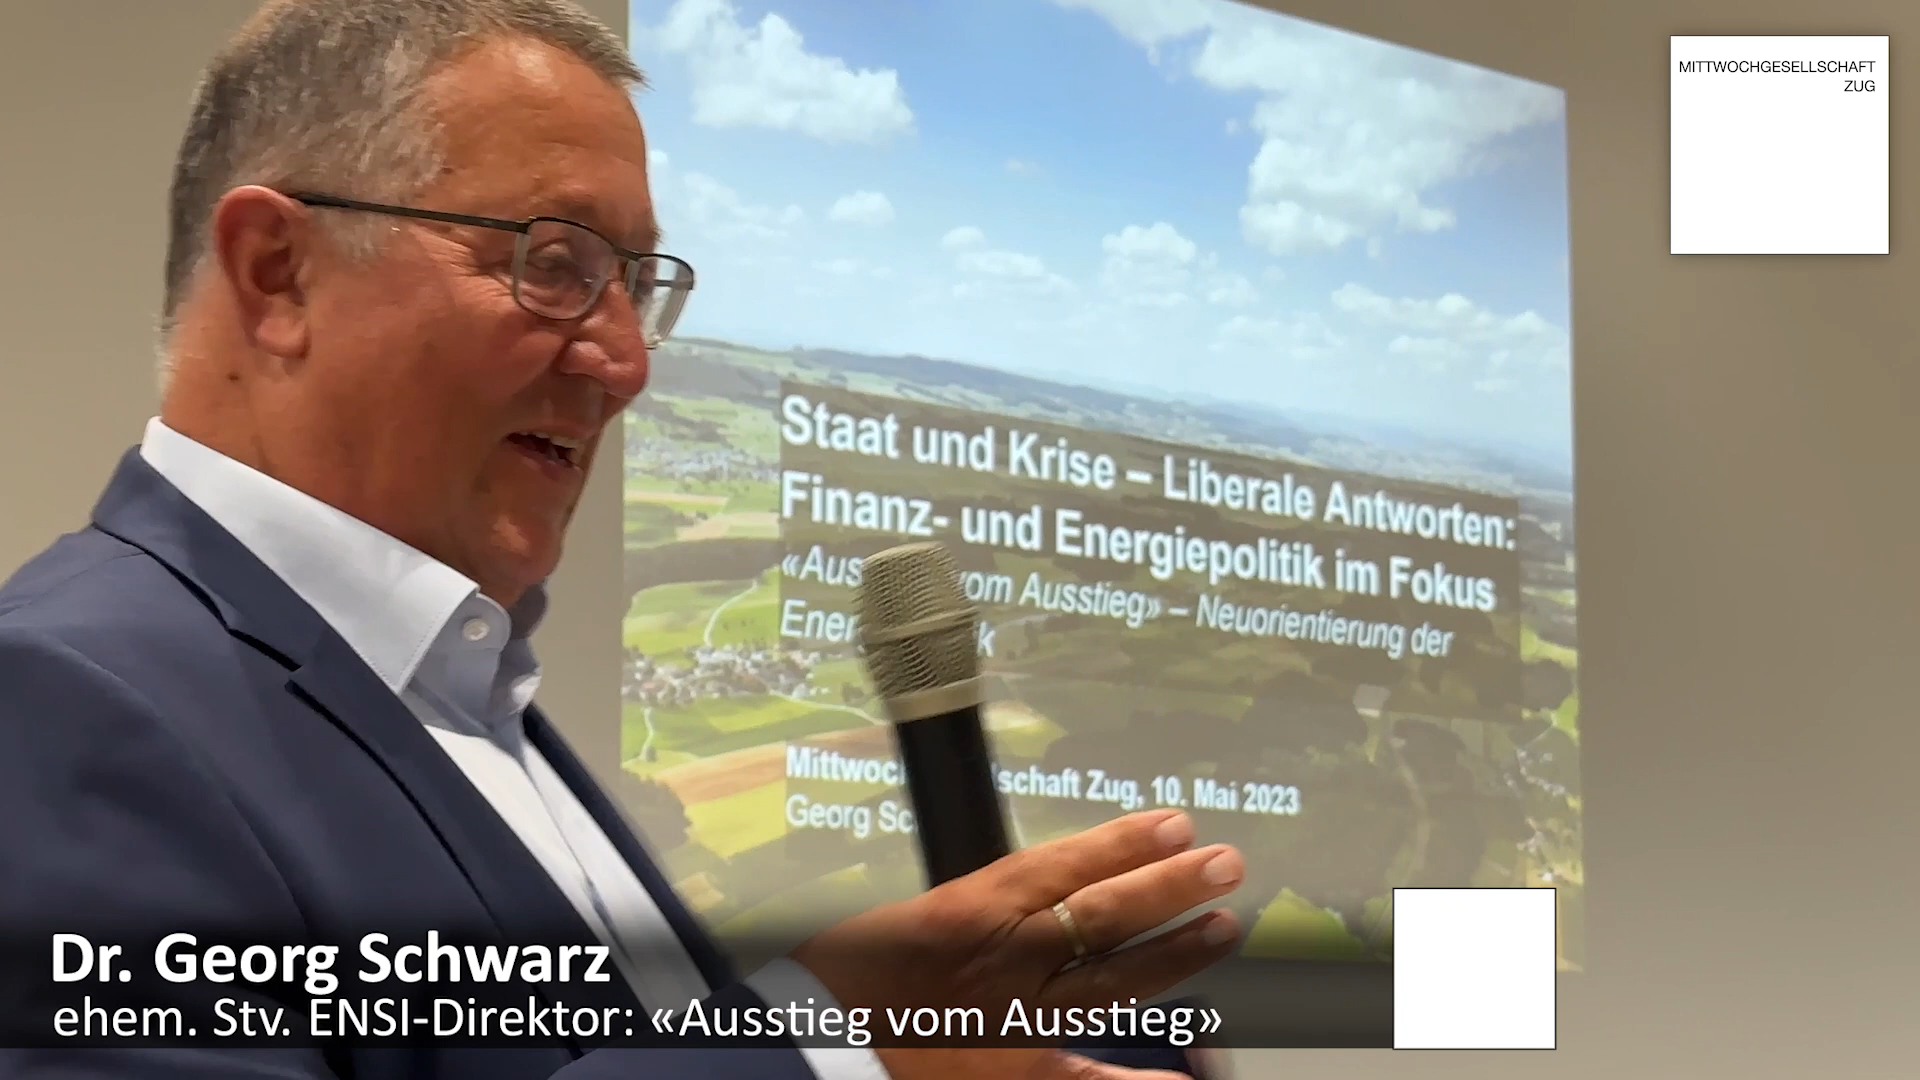 MITTWOCHGESELLSCHAFT
ZUG
Staat und Krise – Liberale Antworten:
Finanz- und Energiepolitik im Fokus
vom Ausstieg» – Neuorientierung der
Mittwoch schaft Zug, 10. Mai 2023
Georg
Dr. Georg Schwarz
ehem. Stv. ENSI-Direktor: «Ausstieg vom Ausstieg»